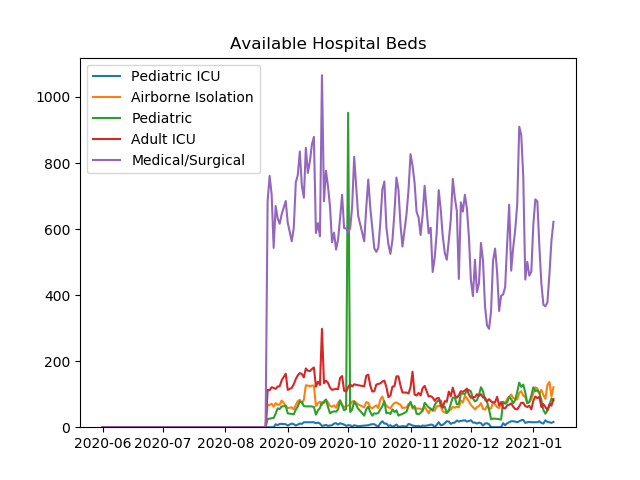 Available Hospital Beds
Pediatric ICU
Airborne Isolation
Pediatric
Adult ICU
Medical/Surgical
1000
800
600
400
200
0
2020-06 2020-07 2020-08 2020-09 2020-10 2020-11 2020-12 2021-01